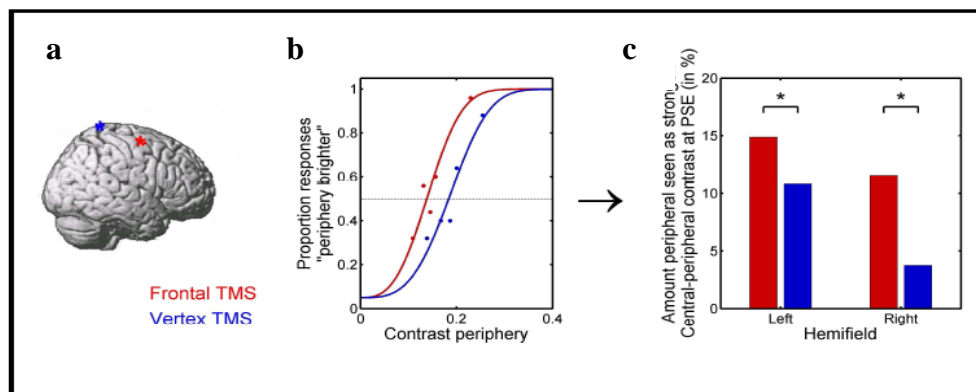 a
b
c
*
*
Frontal TMS
Vertex TMS
Proportion responses
"periphery brighter"
1
0.8
0.6
0.4
0.2
0
0
0.2
0.4
Contrast periphery
Amount peripheral seen as
Central-peripheral contrast at PSE (in %)
20
15
10
5
0
*
*
Left
Right
Hemifield